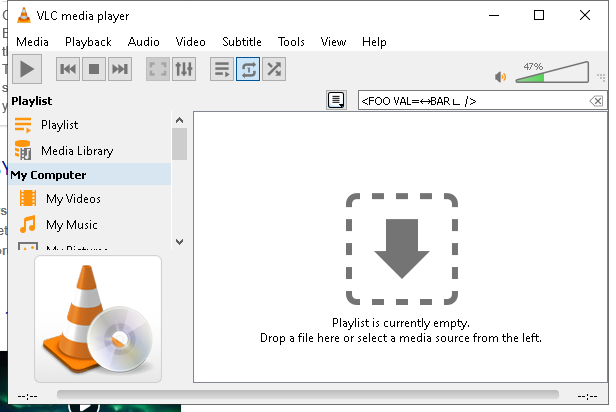 VLC media player
Media Playback Audio Video Subtitle Tools View Help
47%
Playlist
<FOO VAL=↔BAR∟ />
Playlist
Media Library
My Computer
My Videos
My Music
My Pictures
Playlist is currently empty.
Drop a file here or select a media source from the left.
--:-- --:--